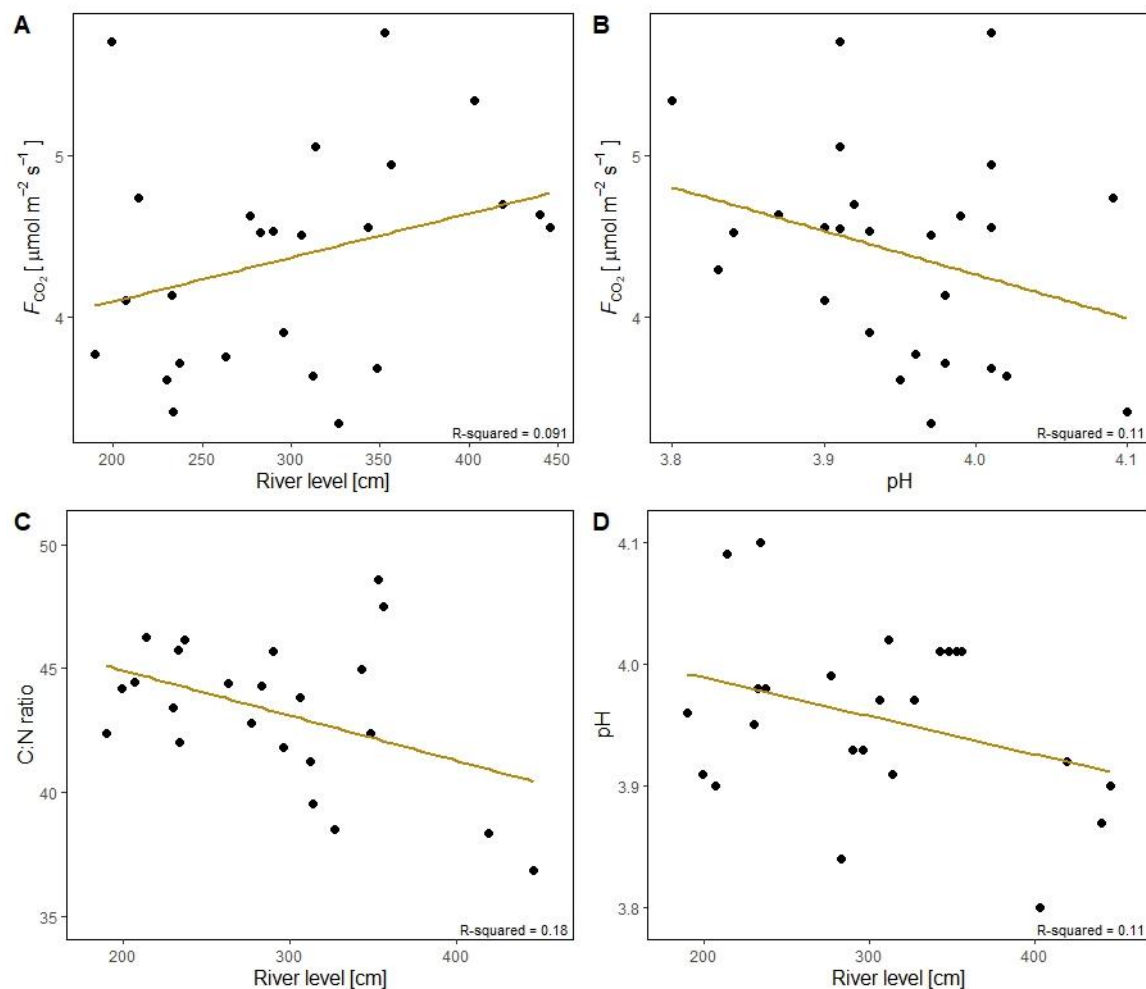 A
F_CO₂ [ μmol m⁻² s⁻¹ ]
5
4
200 250 300 350 400 450
River level [cm]
R-squared = 0.091
B
F_CO₂ [ μmol m⁻² s⁻¹ ]
5
4
3.8 3.9 4.0 4.1
pH
R-squared = 0.11
C
C:N ratio
50
45
40
35
200 300 400
River level [cm]
R-squared = 0.18
D
pH
4.1
4.0
3.9
3.8
200 300 400
River level [cm]
R-squared = 0.11